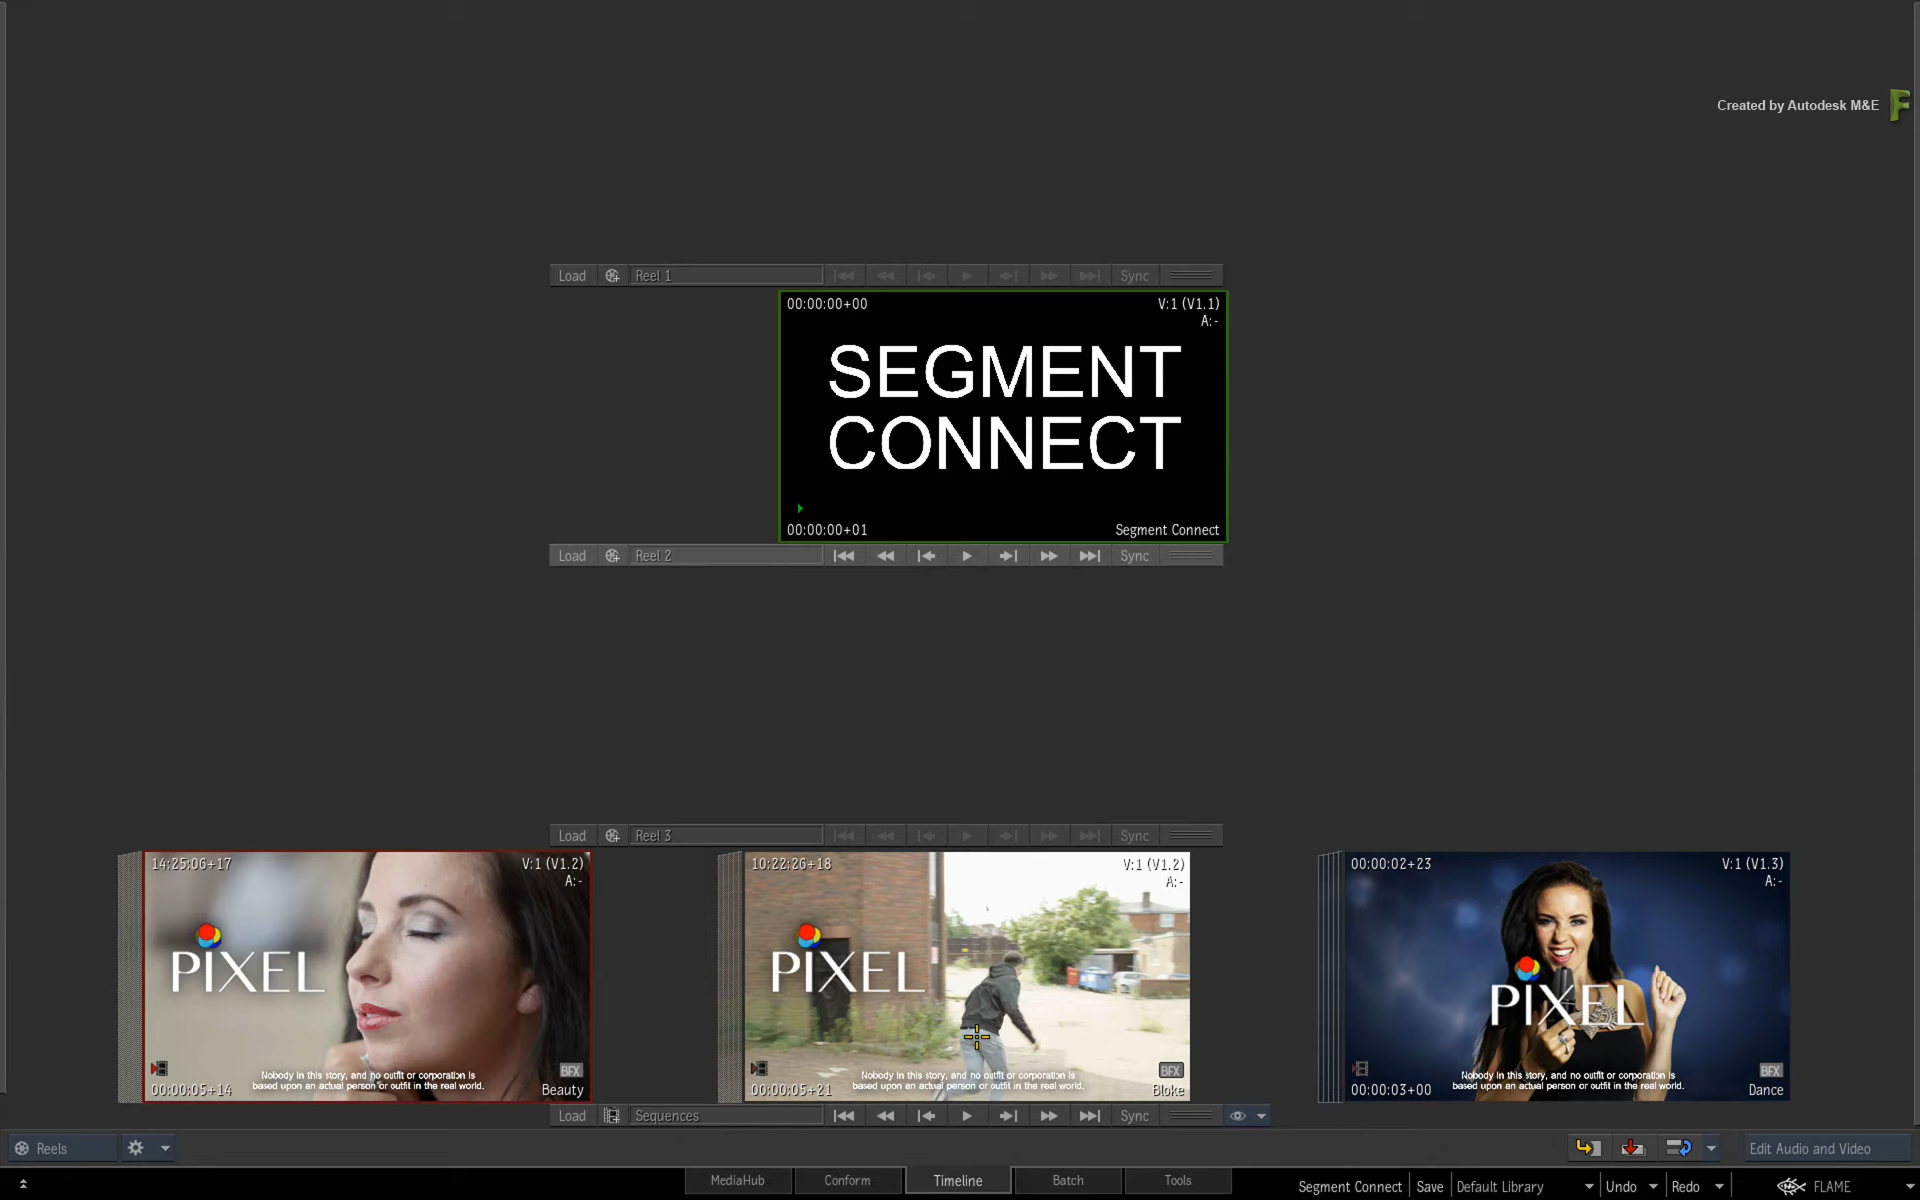 Created by Autodesk M&E
Load Reel 1 Sync
00:00:00+00 V:1 (V1.1)
A:-
SEGMENT
CONNECT
00:00:00+01 Segment Connect
Load Reel 2 Sync
Load Reel 3 Sync
14:25:06+17 V:1 (V1.2)
A:-
PIXEL
BFX
Nobody in this story, and no outfit or corporation is
based upon an actual person or outfit in the real world.
00:00:05+14 Beauty
10:22:26+18 V:1 (V1.2)
A:-
PIXEL
BFX
Nobody in this story, and no outfit or corporation is
based upon an actual person or outfit in the real world.
00:00:05+21 Bloke
00:00:02+23 V:1 (V1.3)
A:-
PIXEL
BFX
Nobody in this story, and no outfit or corporation is
based upon an actual person or outfit in the real world.
00:00:03+00 Dance
Load Sequences Sync
Reels Edit Audio and Video
MediaHub Conform Timeline Batch Tools Segment Connect Save Default Library Undo Redo FLAME